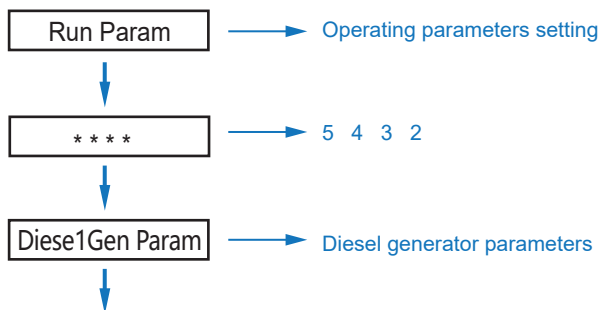 Run Param
Operating parameters setting
* * * *
5 4 3 2
Diese1Gen Param
Diesel generator parameters